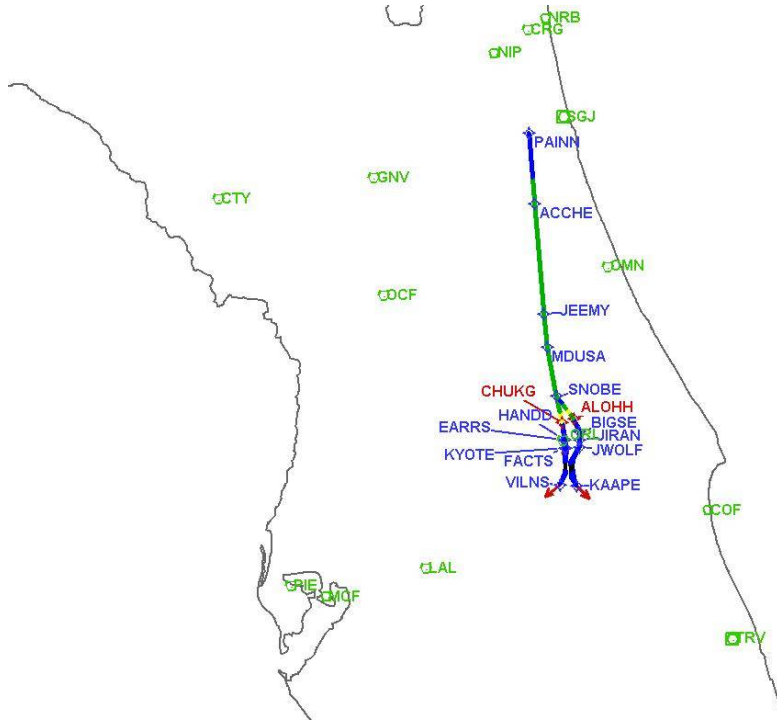 NRB
CRG
NIP
SGJ
PAINN
GNV
CTY
ACCHE
OMN
OCF
JEEMY
MDUSA
SNOBE
CHUKG
ALOHH
HANDD
BIGSE
EARRS
ORL
JIRAN
KYOTE
JWOLF
FACTS
VILNS
KAAPE
COF
LAL
PIE
MCF
TRV